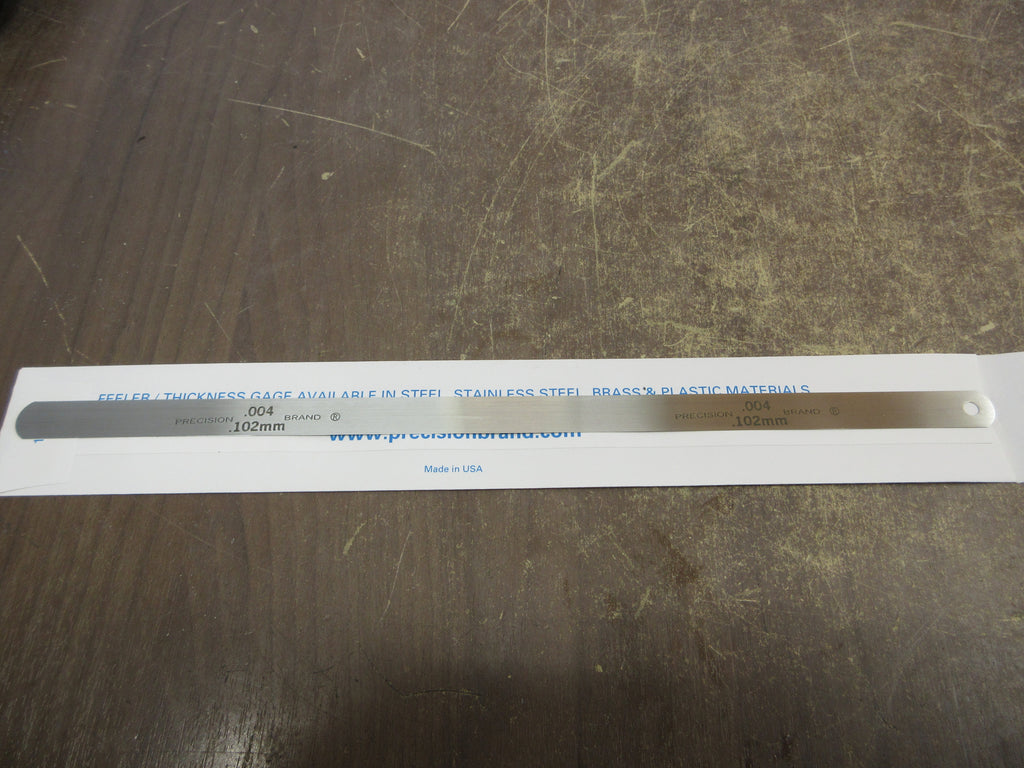 FEELER / THICKNESS GAGE AVAILABLE IN STEEL, STAINLESS STEEL, BRASS & PLASTIC MATERIALS
.004
PRECISION BRAND ®
.102mm
.004
PRECISION BRAND ®
.102mm
www.precisionbrand.com
Made in USA